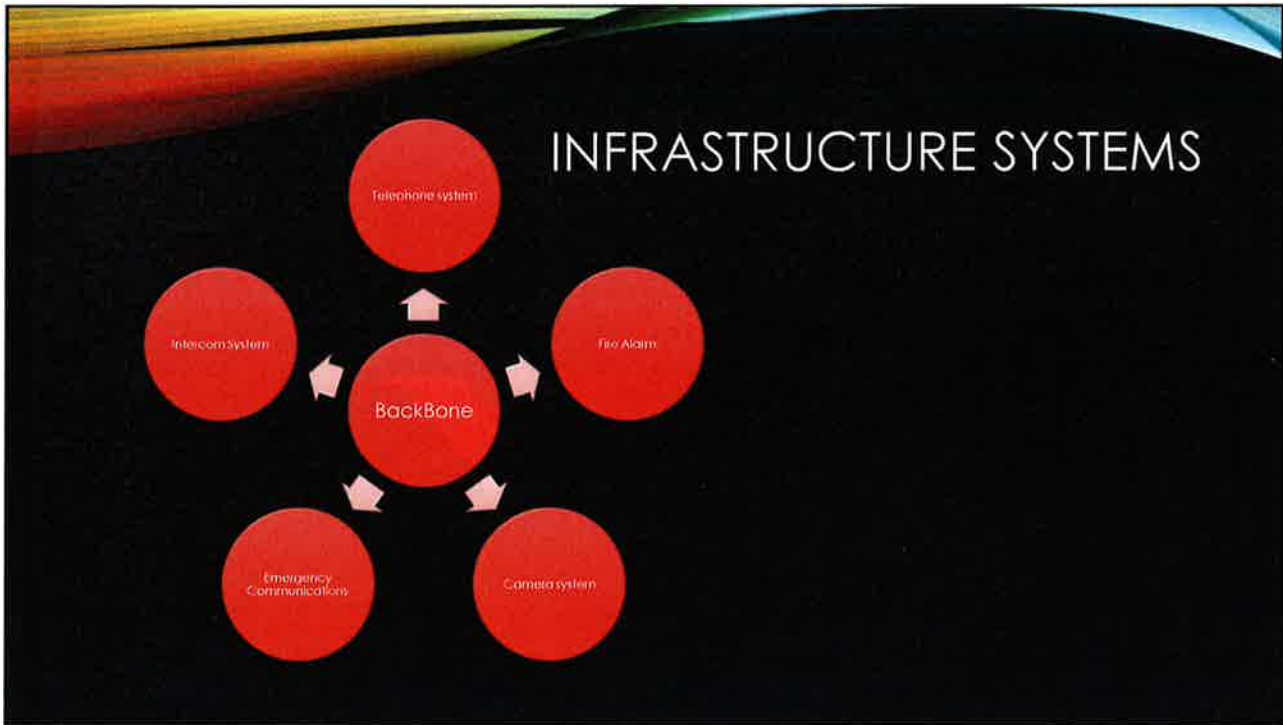 INFRASTRUCTURE SYSTEMS
Telephone system
Fire Alarm
Camera system
Emergency
Communications
Intercom System
BackBone